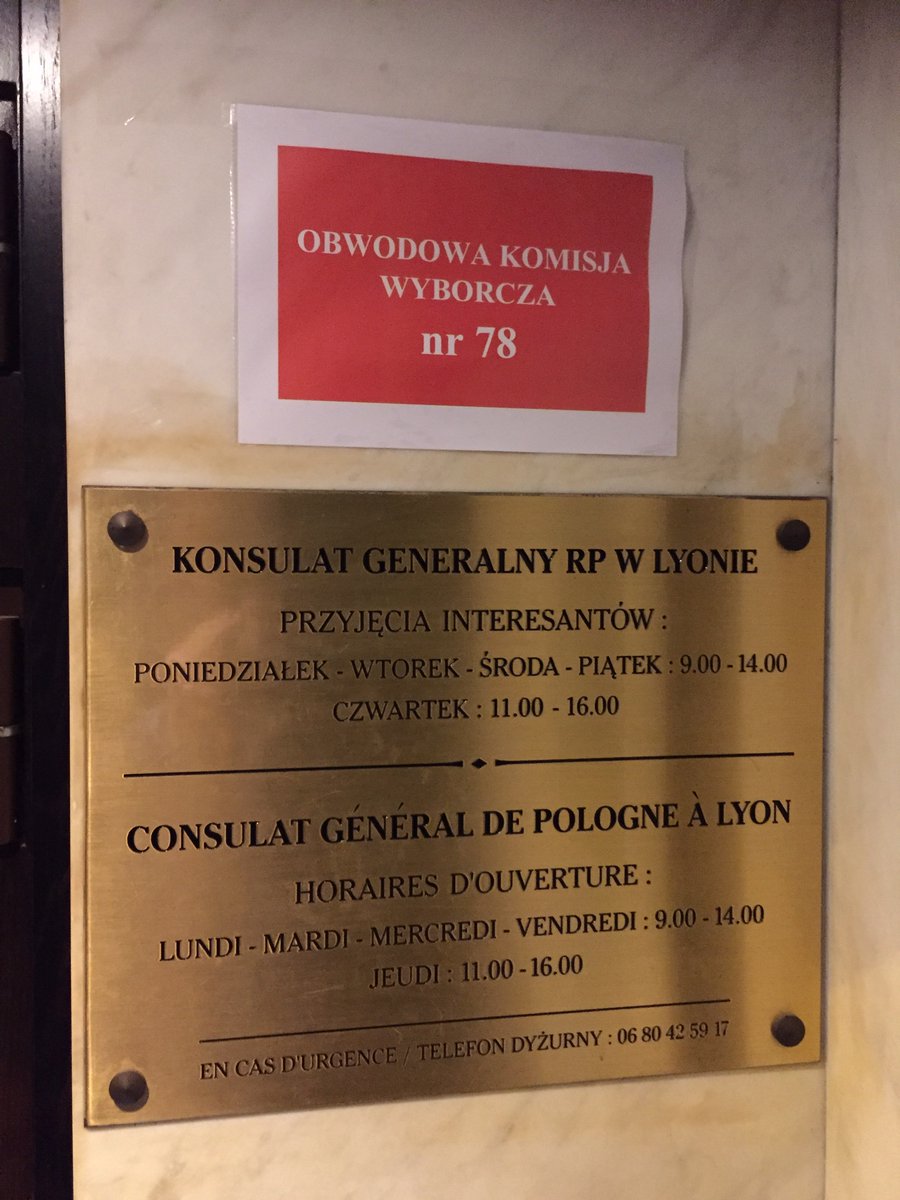 OBWODOWA KOMISJA
WYBORCZA
nr 78
KONSULAT GENERALNY RP W LYONIE
PRZYJĘCIA INTERESANTÓW :
PONIEDZIAŁEK - WTOREK - ŚRODA - PIĄTEK : 9.00 - 14.00
CZWARTEK : 11.00 - 16.00
CONSULAT GÉNÉRAL DE POLOGNE À LYON
HORAIRES D'OUVERTURE :
LUNDI - MARDI - MERCREDI - VENDREDI : 9.00 - 14.00
JEUDI : 11.00 - 16.00
EN CAS D'URGENCE / TELEFON DYŻURNY : 06 80 42 59 17